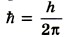 ħ = h / 2π